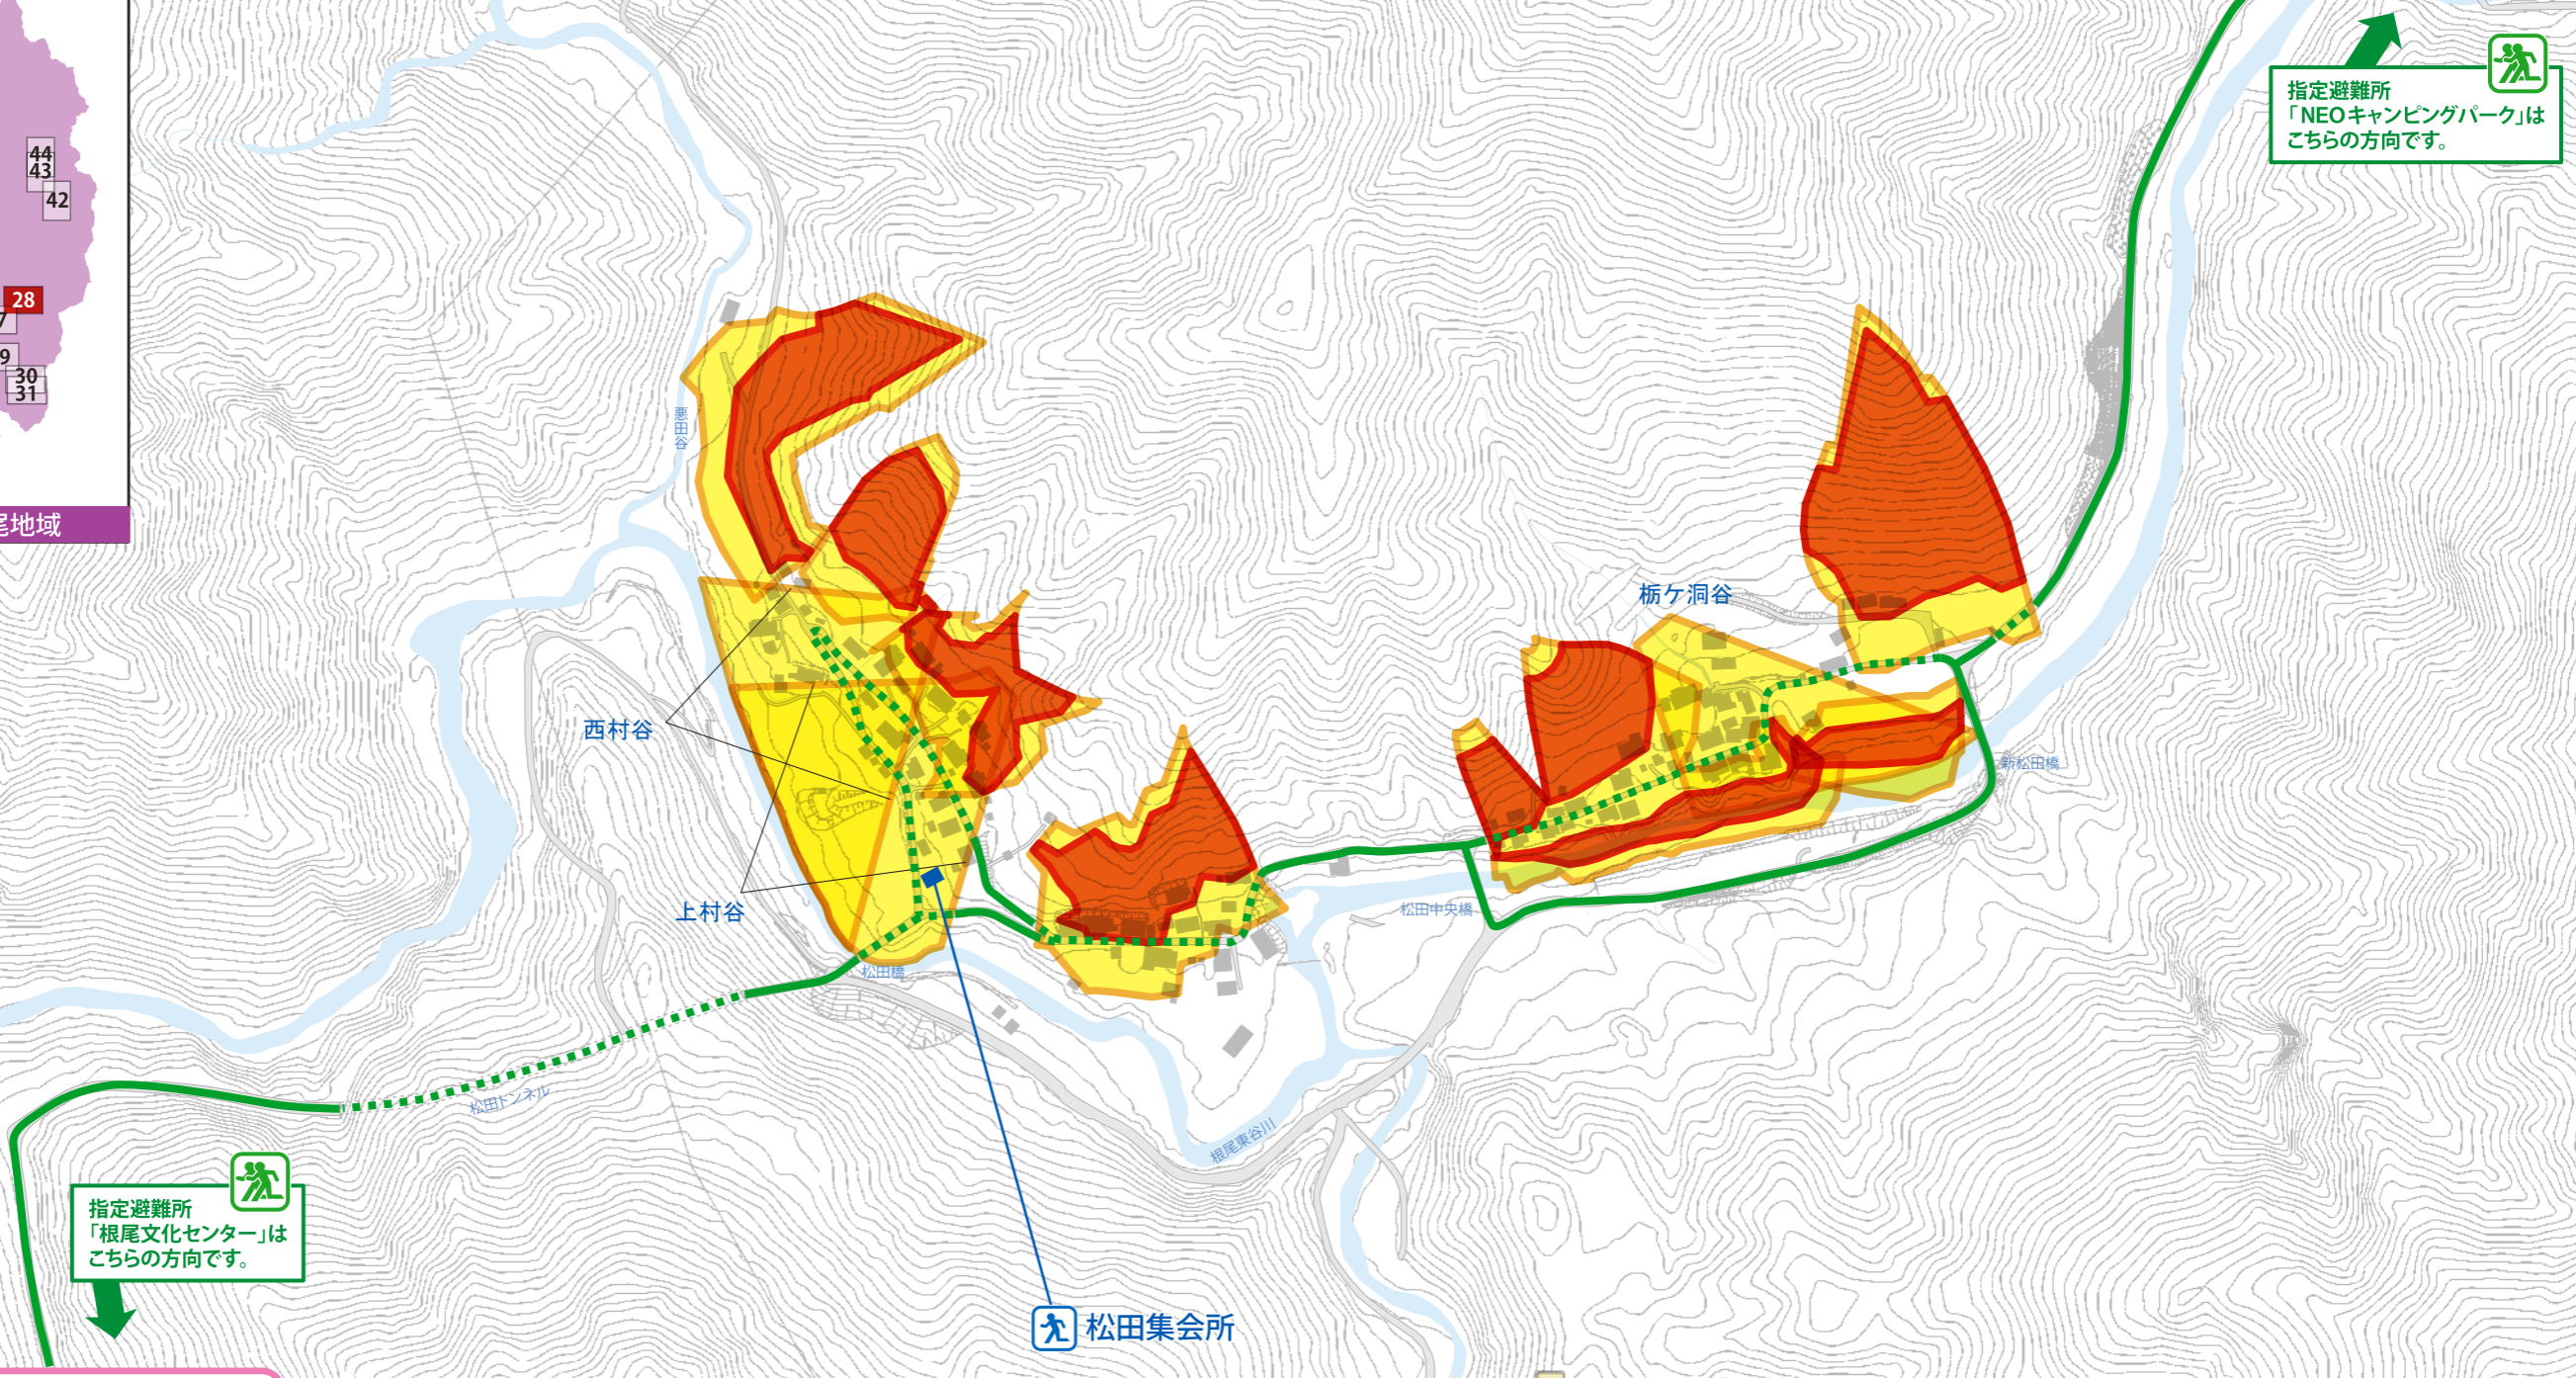 44
43
42
28
7
9
30
31
尾地域
指定避難所
「NEOキャンピングパーク」は
こちらの方向です。
悪田谷
栃ケ洞谷
西村谷
新松田橋
上村谷
松田中央橋
松田橋
松田トンネル
根尾東谷川
指定避難所
「根尾文化センター」は
こちらの方向です。
松田集会所